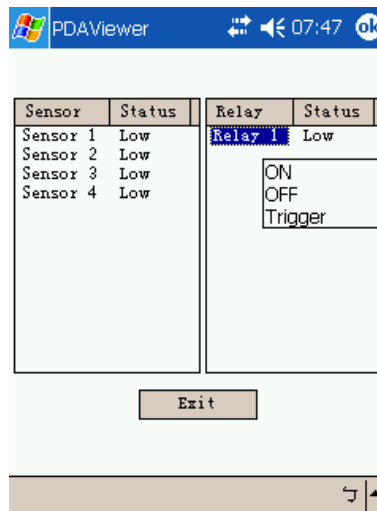 PDAViewer 07:47 ok
Sensor Status Relay Status
Sensor 1 Low Relay 1 Low
Sensor 2 Low
Sensor 3 Low ON
Sensor 4 Low OFF
Trigger
Exit